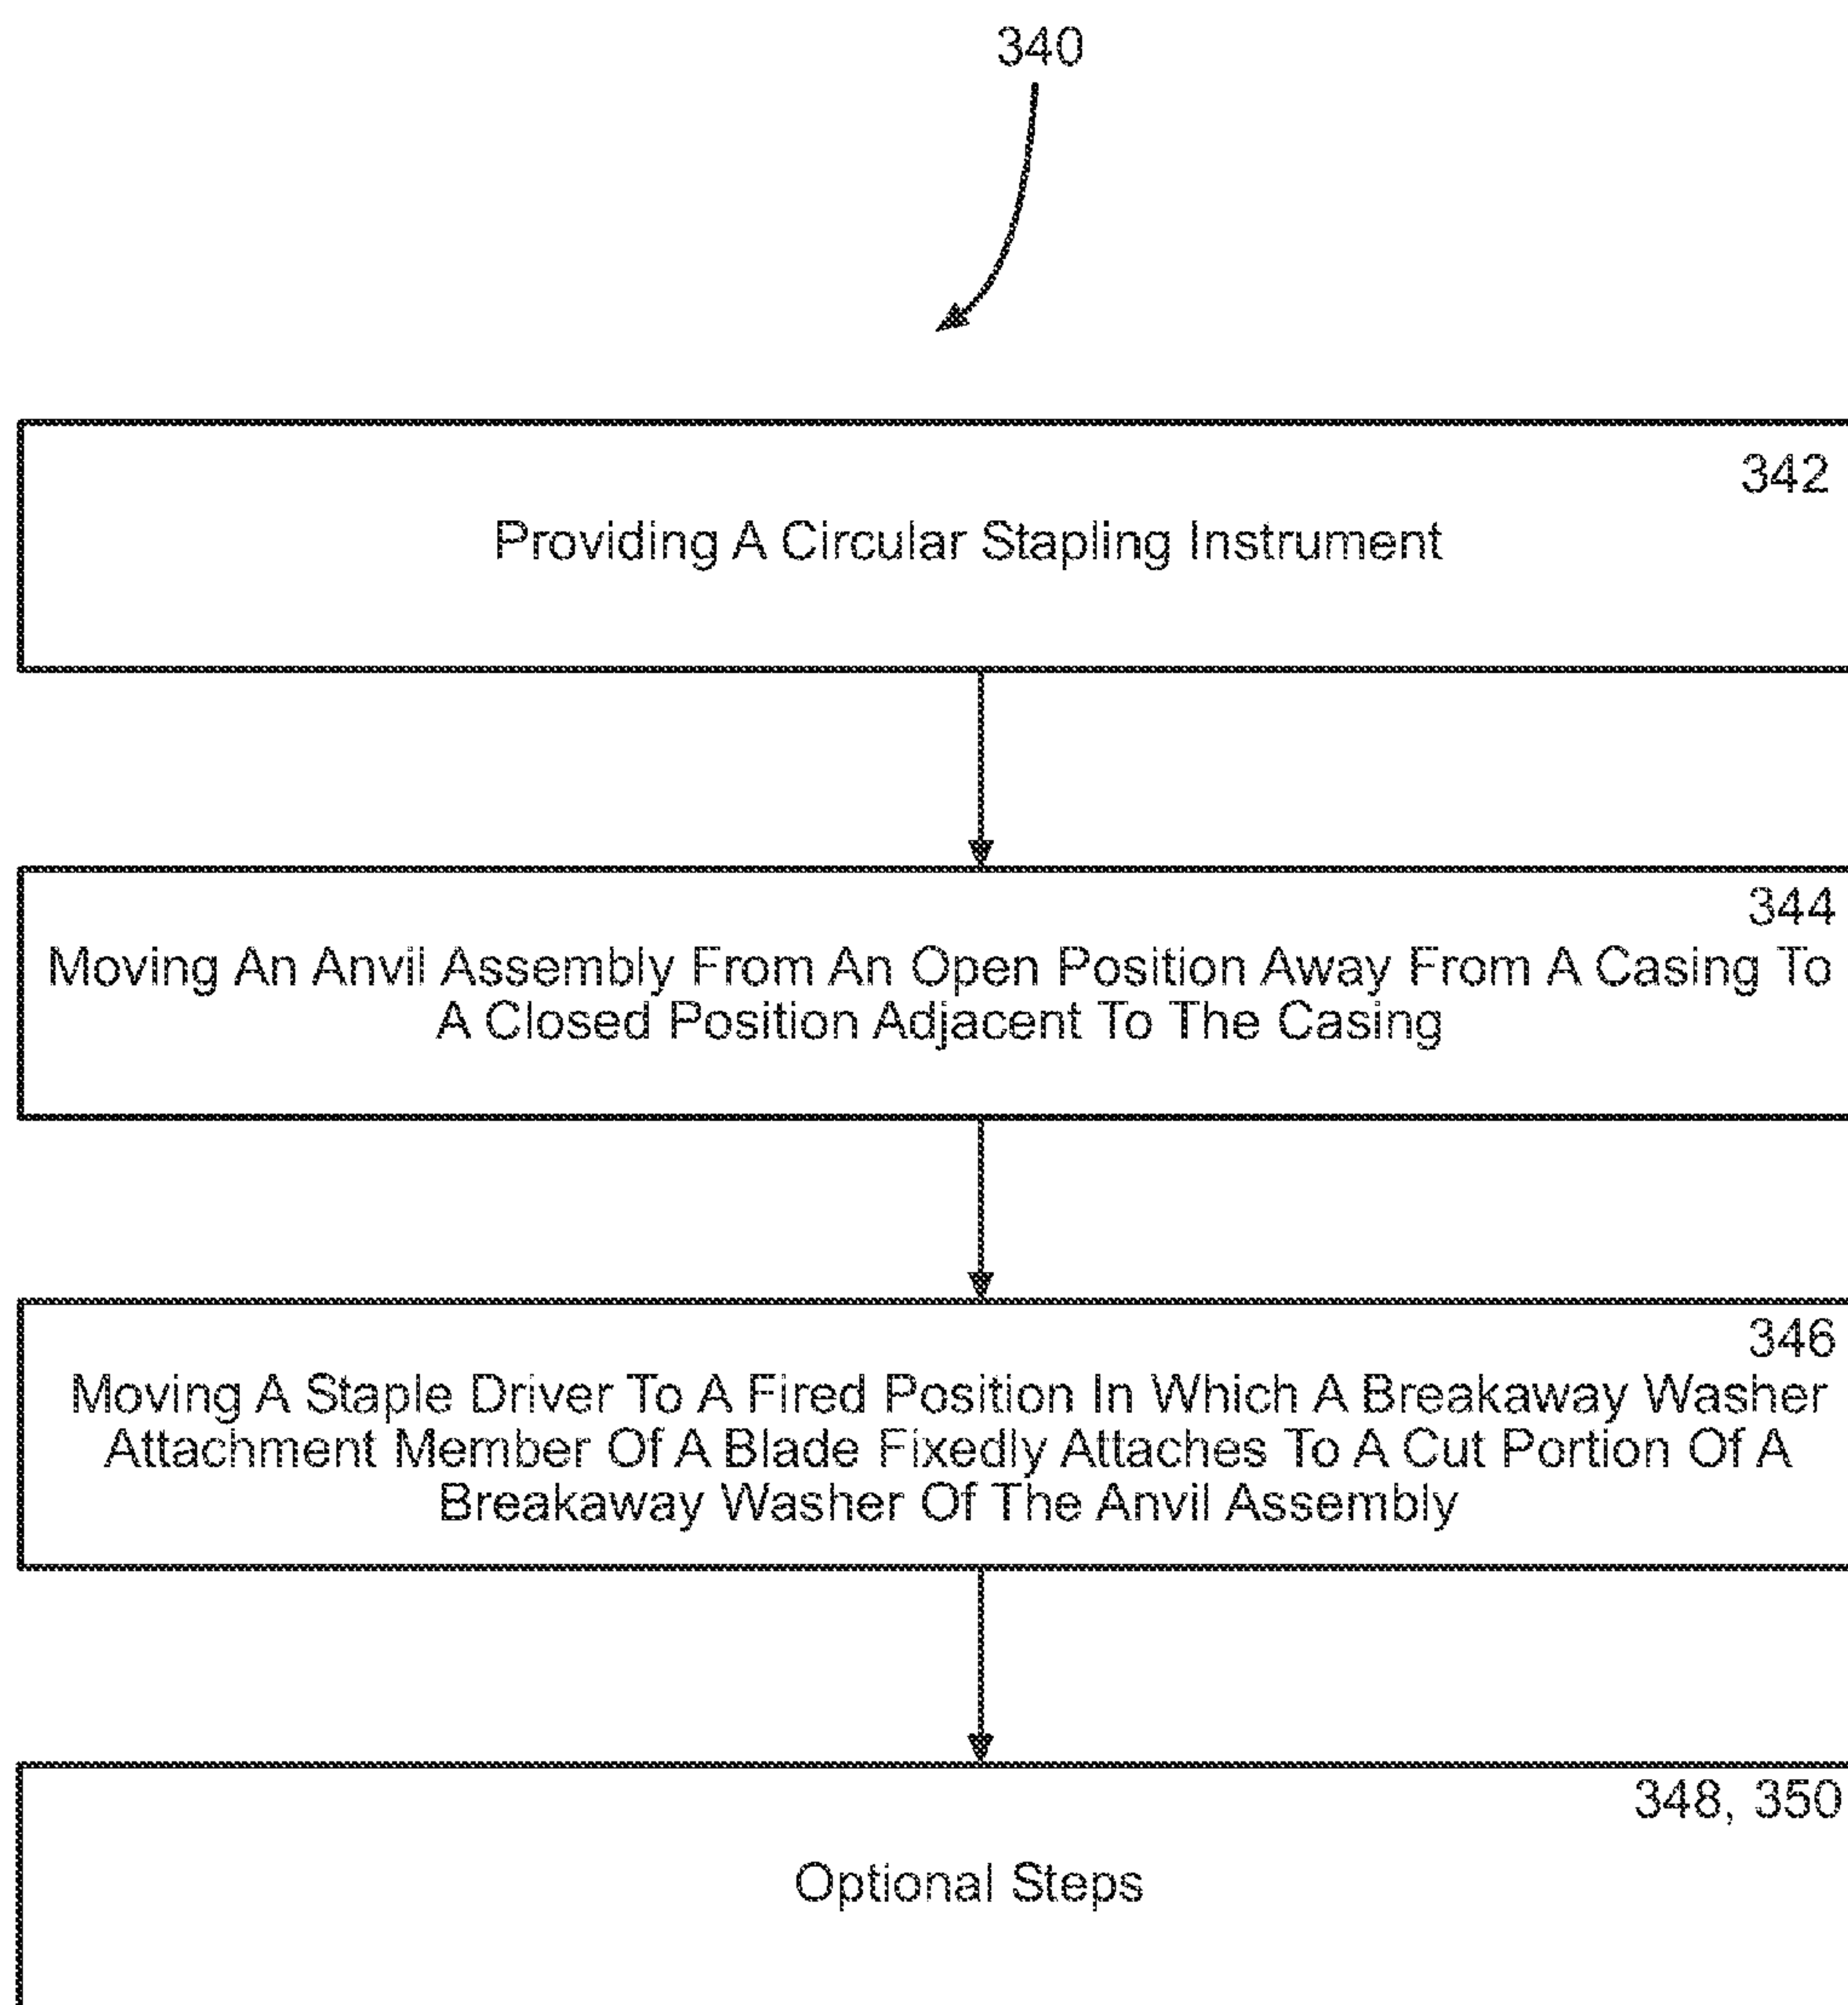 340
342
Providing A Circular Stapling Instrument
344
Moving An Anvil Assembly From An Open Position Away From A Casing To
A Closed Position Adjacent To The Casing
346
Moving A Staple Driver To A Fired Position In Which A Breakaway Washer
Attachment Member Of A Blade Fixedly Attaches To A Cut Portion Of A
Breakaway Washer Of The Anvil Assembly
348, 350
Optional Steps